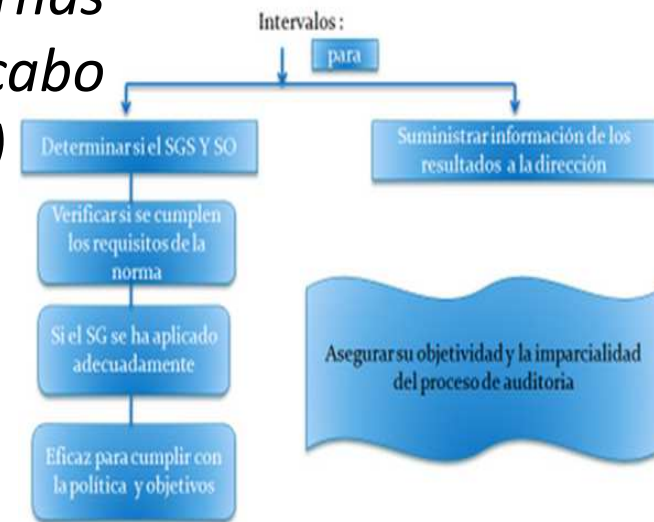 cabo
)
Intervalos :
para
Determinar si el SGS Y SO
Verificar si se cumplen
los requisitos de la
norma
Si el SG se ha aplicado
adecuadamente
Eficaz para cumplir con
la política y objetivos
Suministrar información de los
resultados a la dirección
Asegurar su objetividad y la imparcialidad
del proceso de auditoria